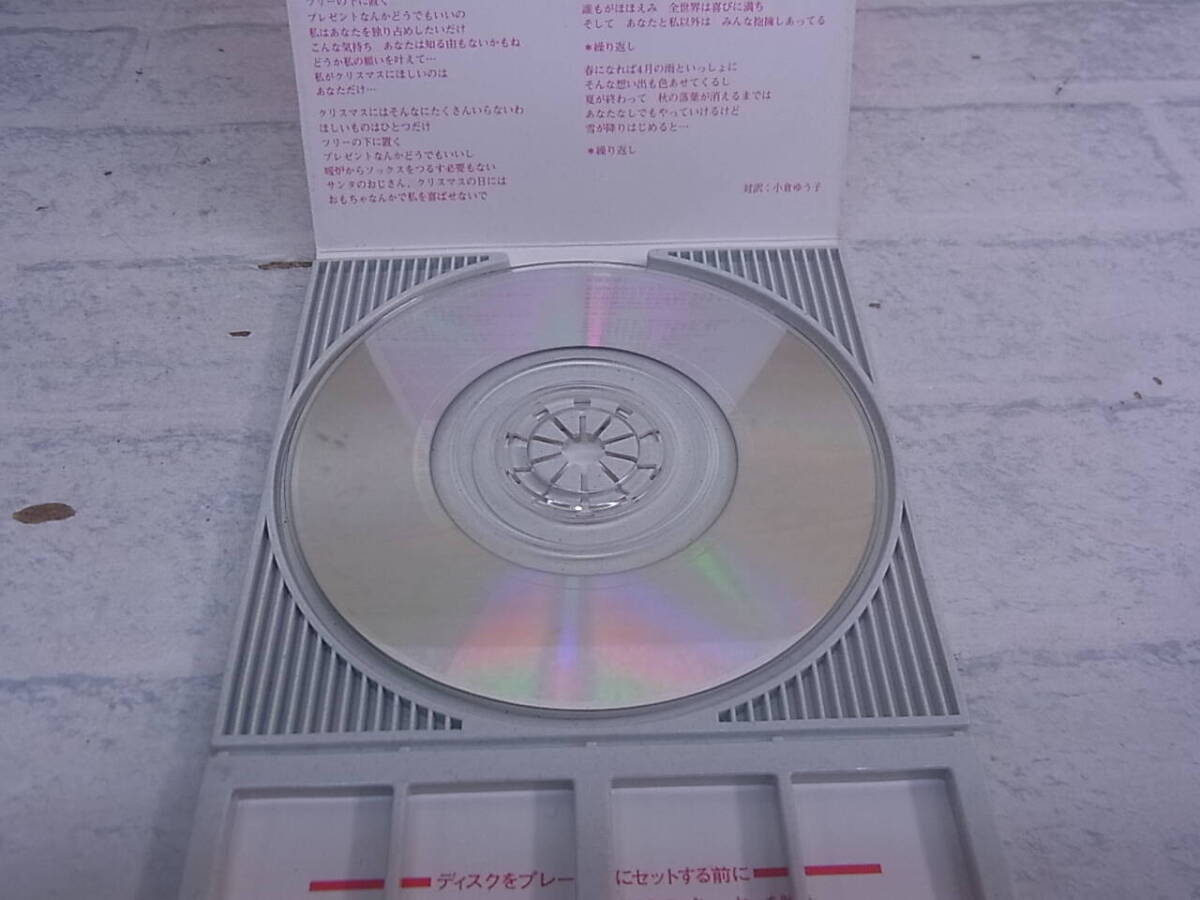 ツリーの下に置く
プレゼントなんかどうでもいいの
私はあなたを独り占めしたいだけ
こんな気持ち　あなたは知る由もないかもね
どうか私の願いを叶えて…
私がクリスマスにほしいのは
あなただけ…
クリスマスにはそんなにたくさんいらないわ
ほしいものはひとつだけ
ツリーの下に置く
プレゼントなんかどうでもいいし
暖炉からソックスをつるす必要もない
サンタのおじさん、クリスマスの日には
おもちゃなんかで私を喜ばせないで
誰もがほほえみ　全世界は喜びに満ち
そして　あなたと私以外は　みんな抱擁しあってる
＊繰り返し
春になれば4月の雨といっしょに
そんな想い出も色あせてくるし
夏が終わって　秋の落葉が消えるまでは
あなたなしでもやっていけるけど
雪が降りはじめると…
＊繰り返し
対訳：小倉ゆう子
ディスクをプレー にセットする前に